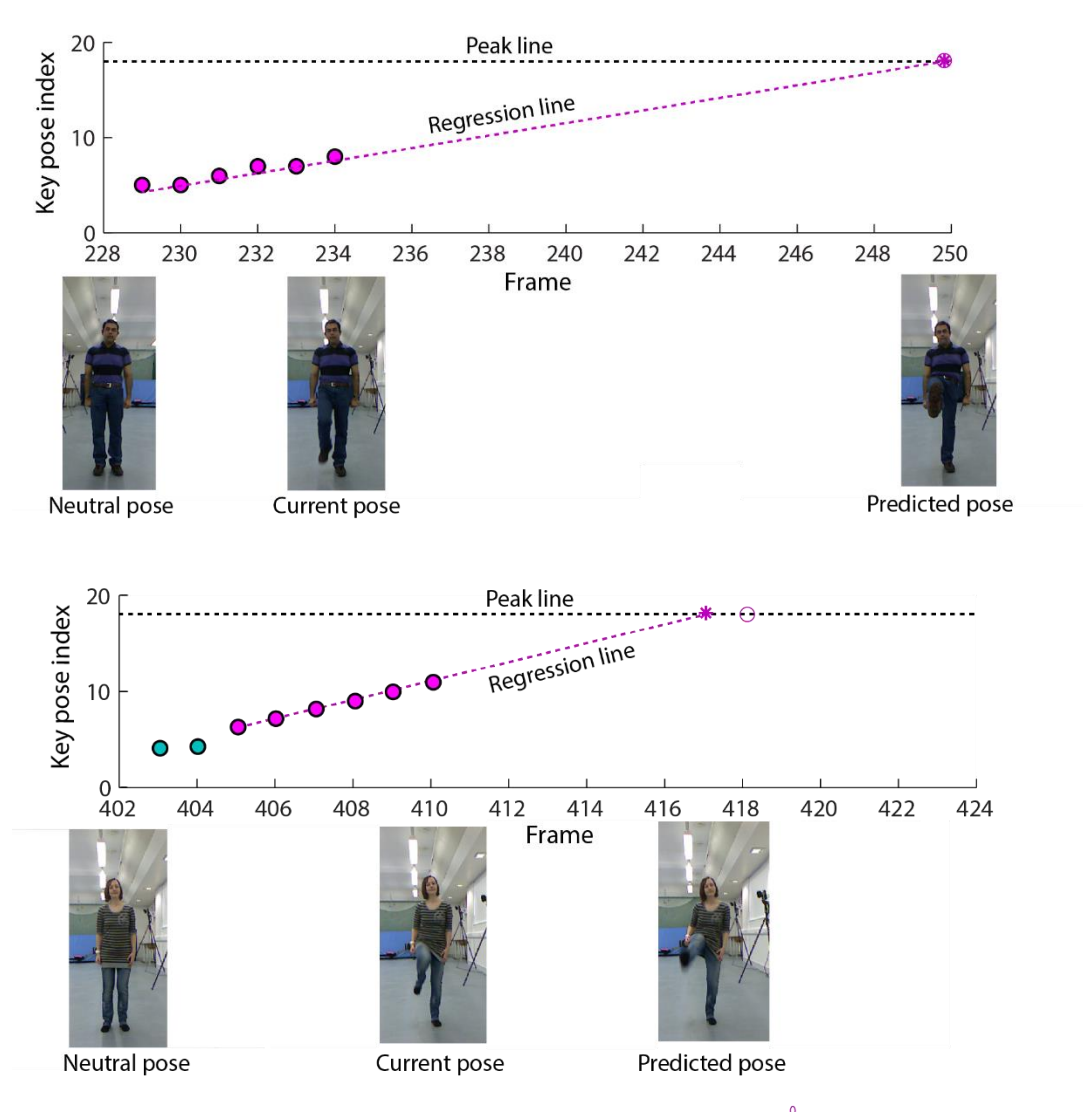 Peak line
Regression line
Key pose index
20
10
0
228 230 232 234 236 238 240 242 244 246 248 250
Frame
Neutral pose Current pose Predicted pose
Peak line
Regression line
Key pose index
20
10
0
402 404 406 408 410 412 414 416 418 420 422 424
Frame
Neutral pose Current pose Predicted pose